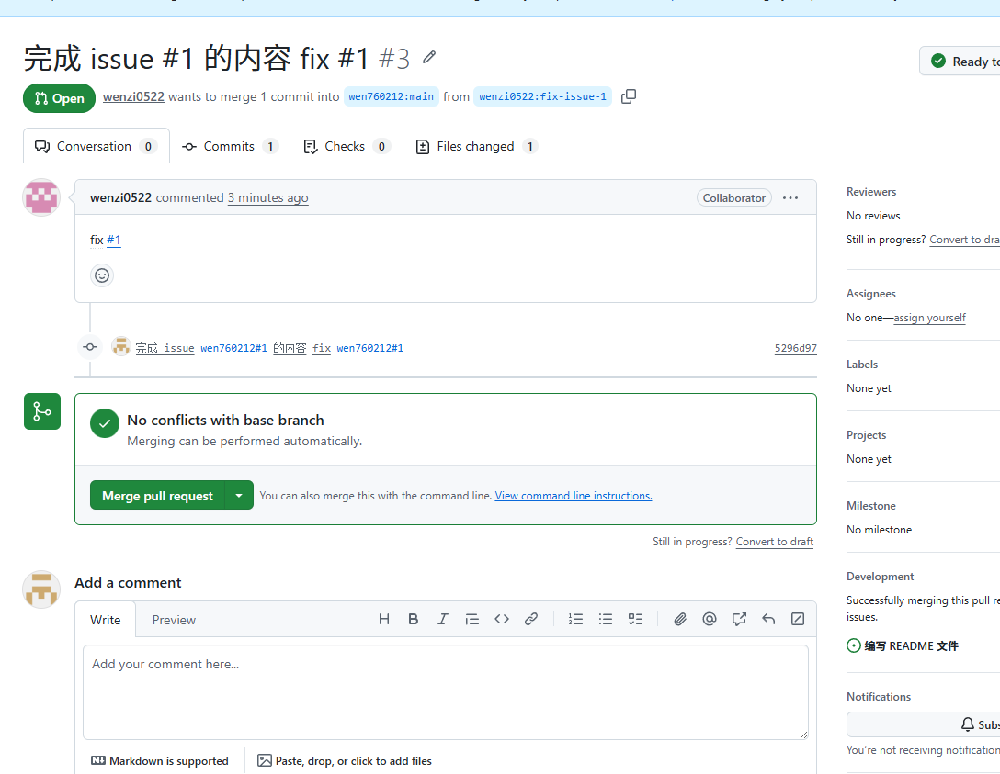 完成 issue #1 的内容 fix #1 #3
Ready to
Open wenzi0522 wants to merge 1 commit into wen760212:main from wenzi0522:fix-issue-1
Conversation 0 Commits 1 Checks 0 Files changed 1
wenzi0522 commented 3 minutes ago Collaborator
fix #1
完成 issue wen760212#1 的内容 fix wen760212#1 5296d97
No conflicts with base branch
Merging can be performed automatically.
Merge pull request You can also merge this with the command line. View command line instructions.
Still in progress? Convert to draft
Add a comment
Write Preview
Add your comment here...
Markdown is supported Paste, drop, or click to add files
Reviewers
No reviews
Still in progress? Convert to dra
Assignees
No one—assign yourself
Labels
None yet
Projects
None yet
Milestone
No milestone
Development
Successfully merging this pull re
issues.
编写 README 文件
Notifications
Subs
You're not receiving notification